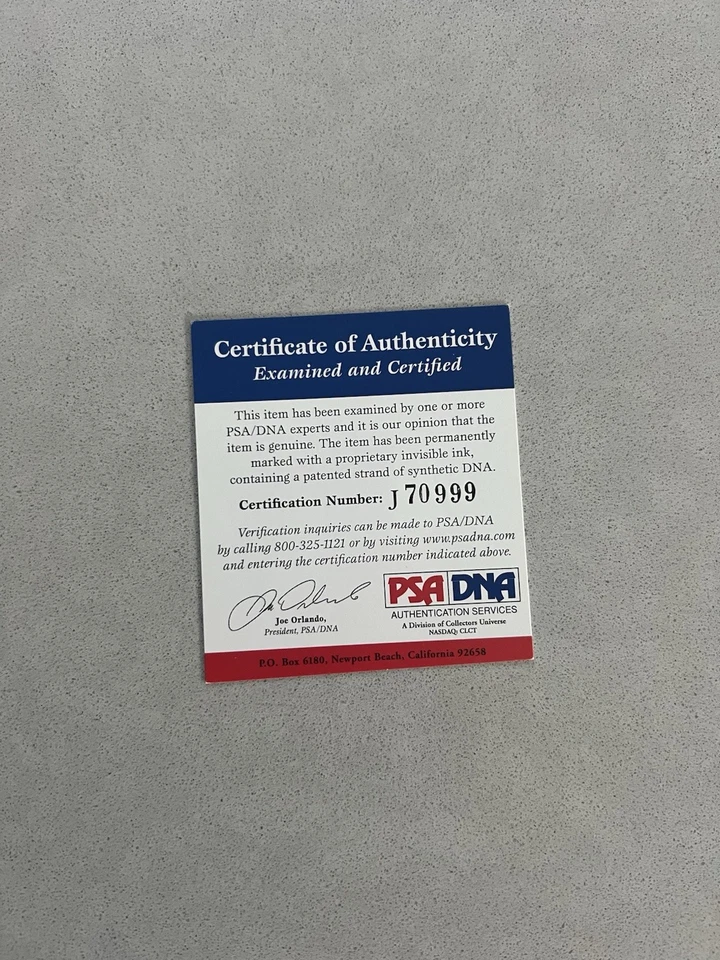 Certificate of Authenticity
Examined and Certified
This item has been examined by one or more
PSA/DNA experts and it is our opinion that the
item is genuine. The item has been permanently
marked with a proprietary invisible ink,
containing a patented strand of synthetic DNA.
Certification Number: J70999
Verification inquiries can be made to PSA/DNA
by calling 800-325-1121 or by visiting www.psadna.com
and entering the certification number indicated above.
Joe Orlando,
President, PSA/DNA
PSA DNA
AUTHENTICATION SERVICES
A Division of Collectors Universe
NASDAQ: CLCT
P.O. Box 6180, Newport Beach, California 92658